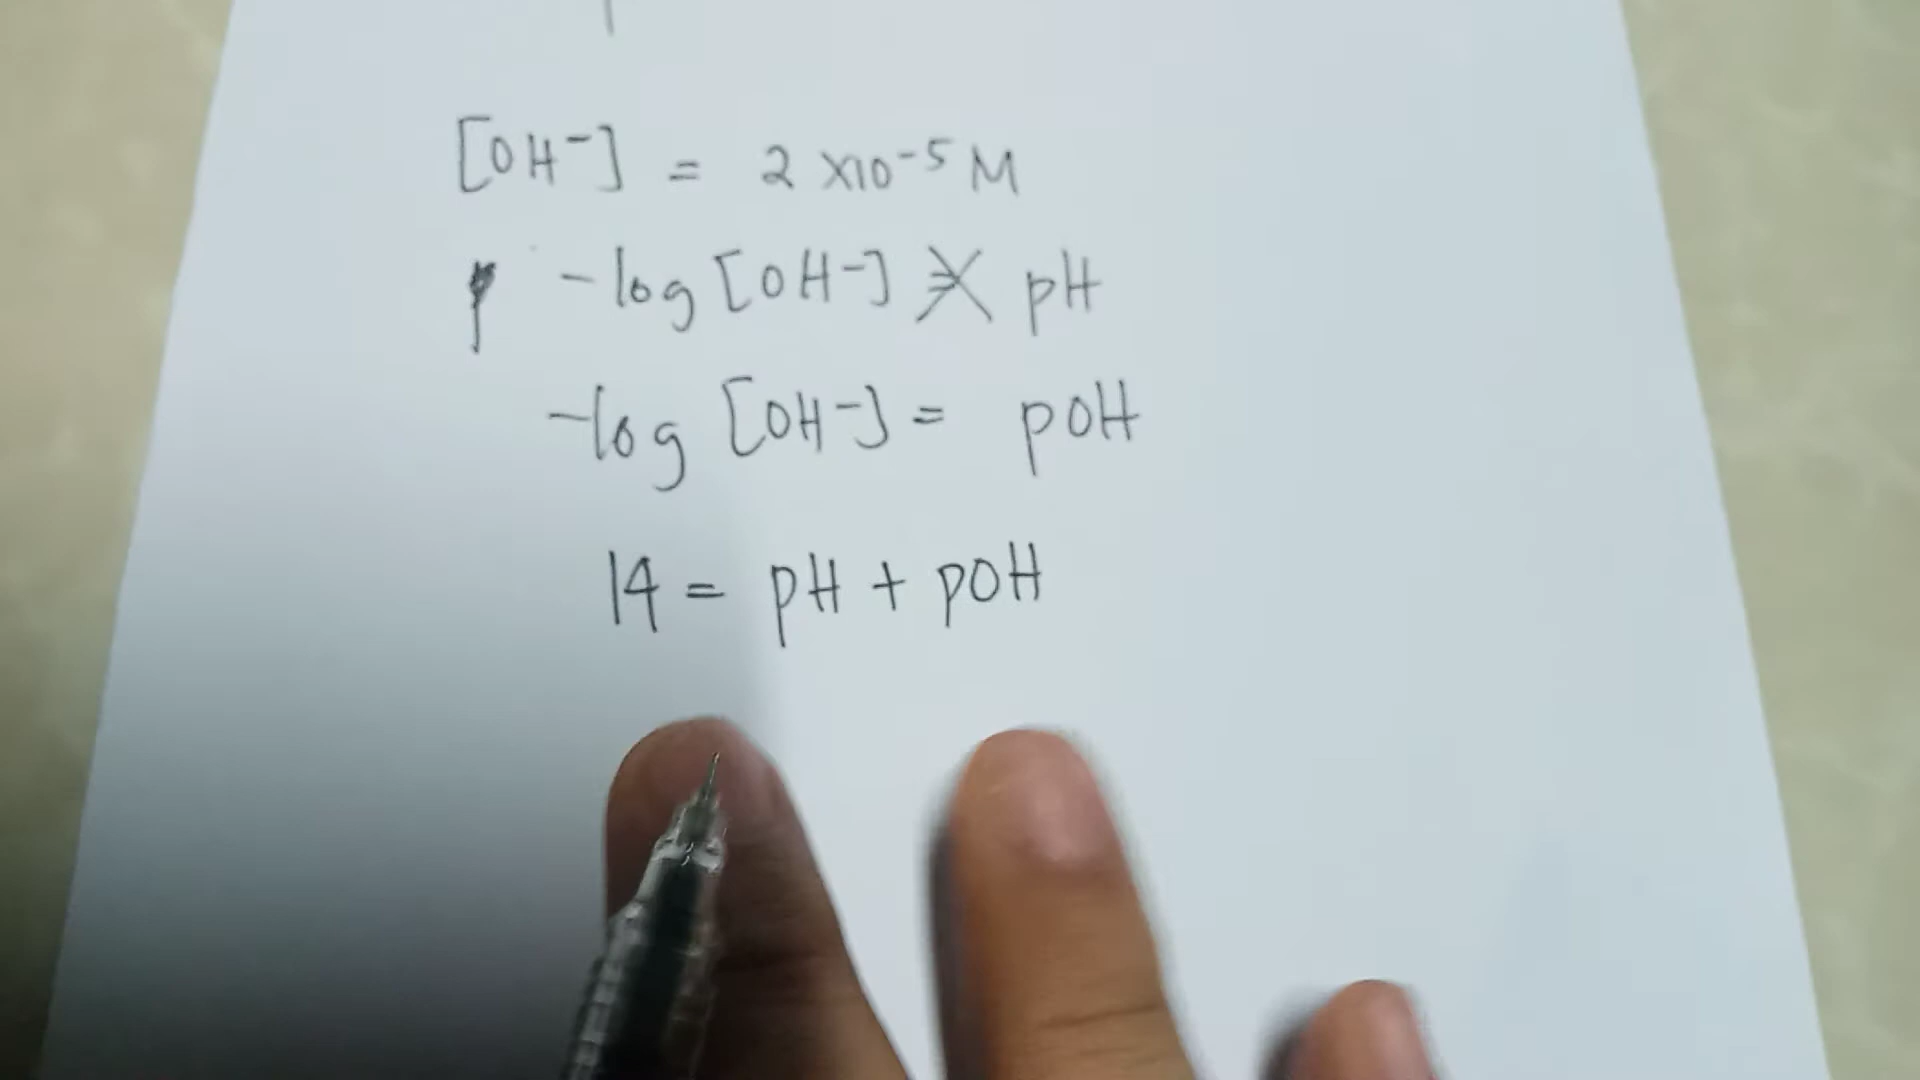 [OH⁻] = 2 x10⁻⁵ M
-log [OH⁻] ≠ pH
-log [OH⁻] = pOH
14 = pH + pOH